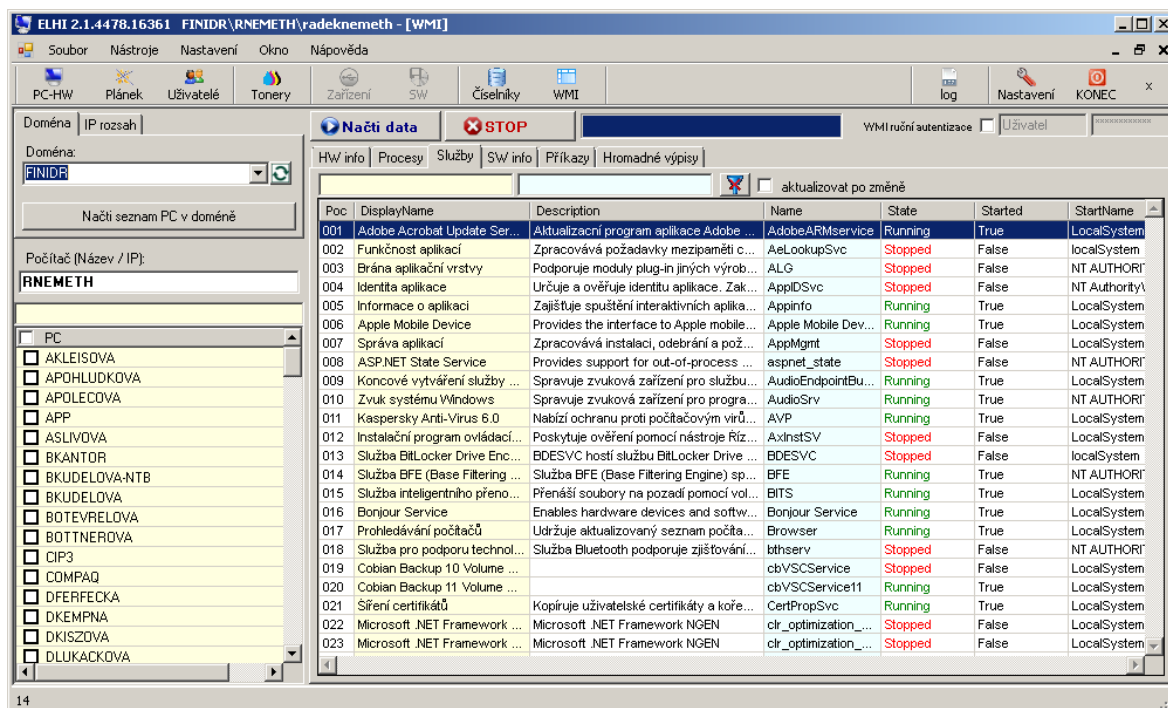 ELHI 2.1.4478.16361 FINIDR\RNEMETH\radeknemeth - [WMI]
Soubor Nástroje Nastavení Okno Nápověda
PC-HW Plánek Uživatelé Tonery Zařízení SW Číselníky WMI log Nastavení KONEC x
Doména IP rozsah
Doména:
FINIDR
Načti seznam PC v doméně
Počítač (Název / IP):
RNEMETH
PC
AKLEISOVA
APOHLUDKOVA
APOLECOVA
APP
ASLIVOVA
BKANTOR
BKUDELOVA-NTB
BKUDELOVA
BOTEVRELOVA
BOTTNEROVA
CIP3
COMPAQ
DFERFECKA
DKEMPNA
DKISZOVA
DLUKACKOVA
Načti data STOP WMI ruční autentizace Uživatel xxxxxxxxxxxx
HW info Procesy Služby SW info Příkazy Hromadné výpisy
aktualizovat po změně
Poc DisplayName Description Name State Started StartName
001 Adobe Acrobat Update Ser... Aktualizacní program aplikace Adobe ... AdobeARMservice Running True LocalSystem
002 Funkčnost aplikací Zpracovává požadavky mezipaměti c... AeLookupSvc Stopped False localSystem
003 Brána aplikační vrstvy Podporuje moduly plug-in jiných výrob... ALG Stopped False NT AUTHORIT
004 Identita aplikace Určuje a ověřuje identitu aplikace. Zak... AppIDSvc Stopped False NT Authority\
005 Informace o aplikaci Zajišťuje spuštění interaktivních aplika... Appinfo Running True LocalSystem
006 Apple Mobile Device Provides the interface to Apple mobile... Apple Mobile Dev... Running True LocalSystem
007 Správa aplikací Zpracovává instalaci, odebrání a pož... AppMgmt Stopped False LocalSystem
008 ASP.NET State Service Provides support for out-of-process ... aspnet_state Stopped False NT AUTHORIT
009 Koncové vytváření služby ... Spravuje zvuková zařízení pro službu... AudioEndpointBu... Running True LocalSystem
010 Zvuk systému Windows Spravuje zvuková zařízení pro progra... AudioSrv Running True NT AUTHORIT
011 Kaspersky Anti-Virus 6.0 Nabízí ochranu proti počítačovým virů... AVP Running True LocalSystem
012 Instalační program ovládací... Poskytuje ověření pomocí nástroje Říz... AxInstSV Stopped False LocalSystem
013 Služba BitLocker Drive Enc... BDESVC hostí službu BitLocker Drive ... BDESVC Stopped False localSystem
014 Služba BFE (Base Filtering ... Služba BFE (Base Filtering Engine) sp... BFE Running True NT AUTHORIT
015 Služba inteligentního přeno... Přenáší soubory na pozadí pomocí vol... BITS Running True LocalSystem
016 Bonjour Service Enables hardware devices and softw... Bonjour Service Running True LocalSystem
017 Prohledávání počítačů Udržuje aktualizovaný seznam počíta... Browser Running True LocalSystem
018 Služba pro podporu technol... Služba Bluetooth podporuje zjišťování... bthserv Stopped False NT AUTHORIT
019 Cobian Backup 10 Volume ... cbVSCService Stopped False LocalSystem
020 Cobian Backup 11 Volume ... cbVSCService11 Running True LocalSystem
021 Šíření certifikátů Kopíruje uživatelské certifikáty a koře... CertPropSvc Running True LocalSystem
022 Microsoft .NET Framework ... Microsoft .NET Framework NGEN clr_optimization_... Stopped False LocalSystem
023 Microsoft .NET Framework ... Microsoft .NET Framework NGEN clr_optimization_... Stopped False LocalSystem
14